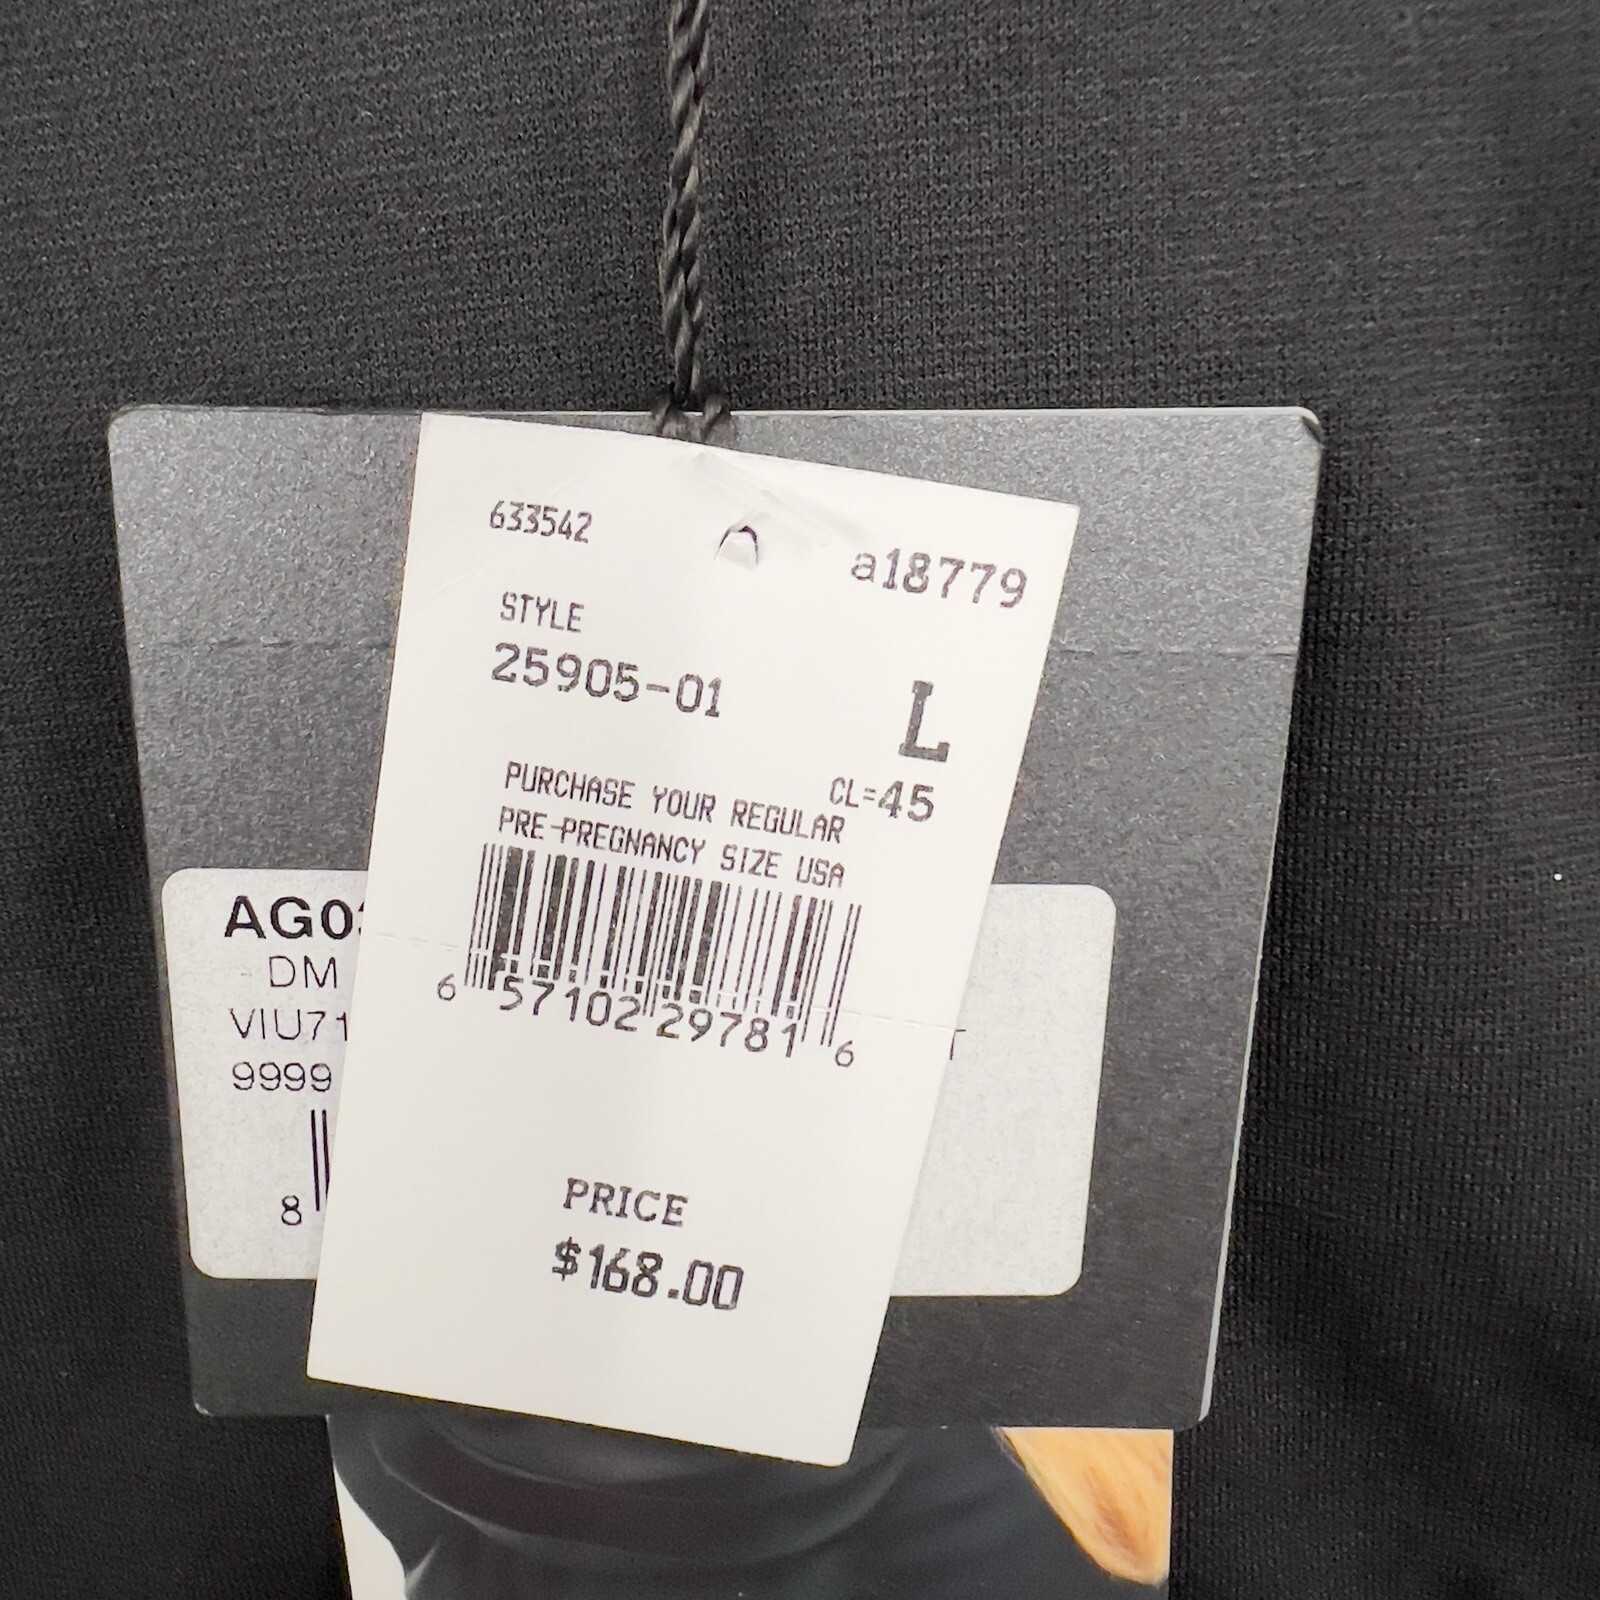 633542
a18779
STYLE
25905-01
L
CL=45
PURCHASE YOUR REGULAR
PRE-PREGNANCY SIZE USA
6 57102 29781 6
PRICE
$168.00
AG03
DM
VIU71
9999
8
T